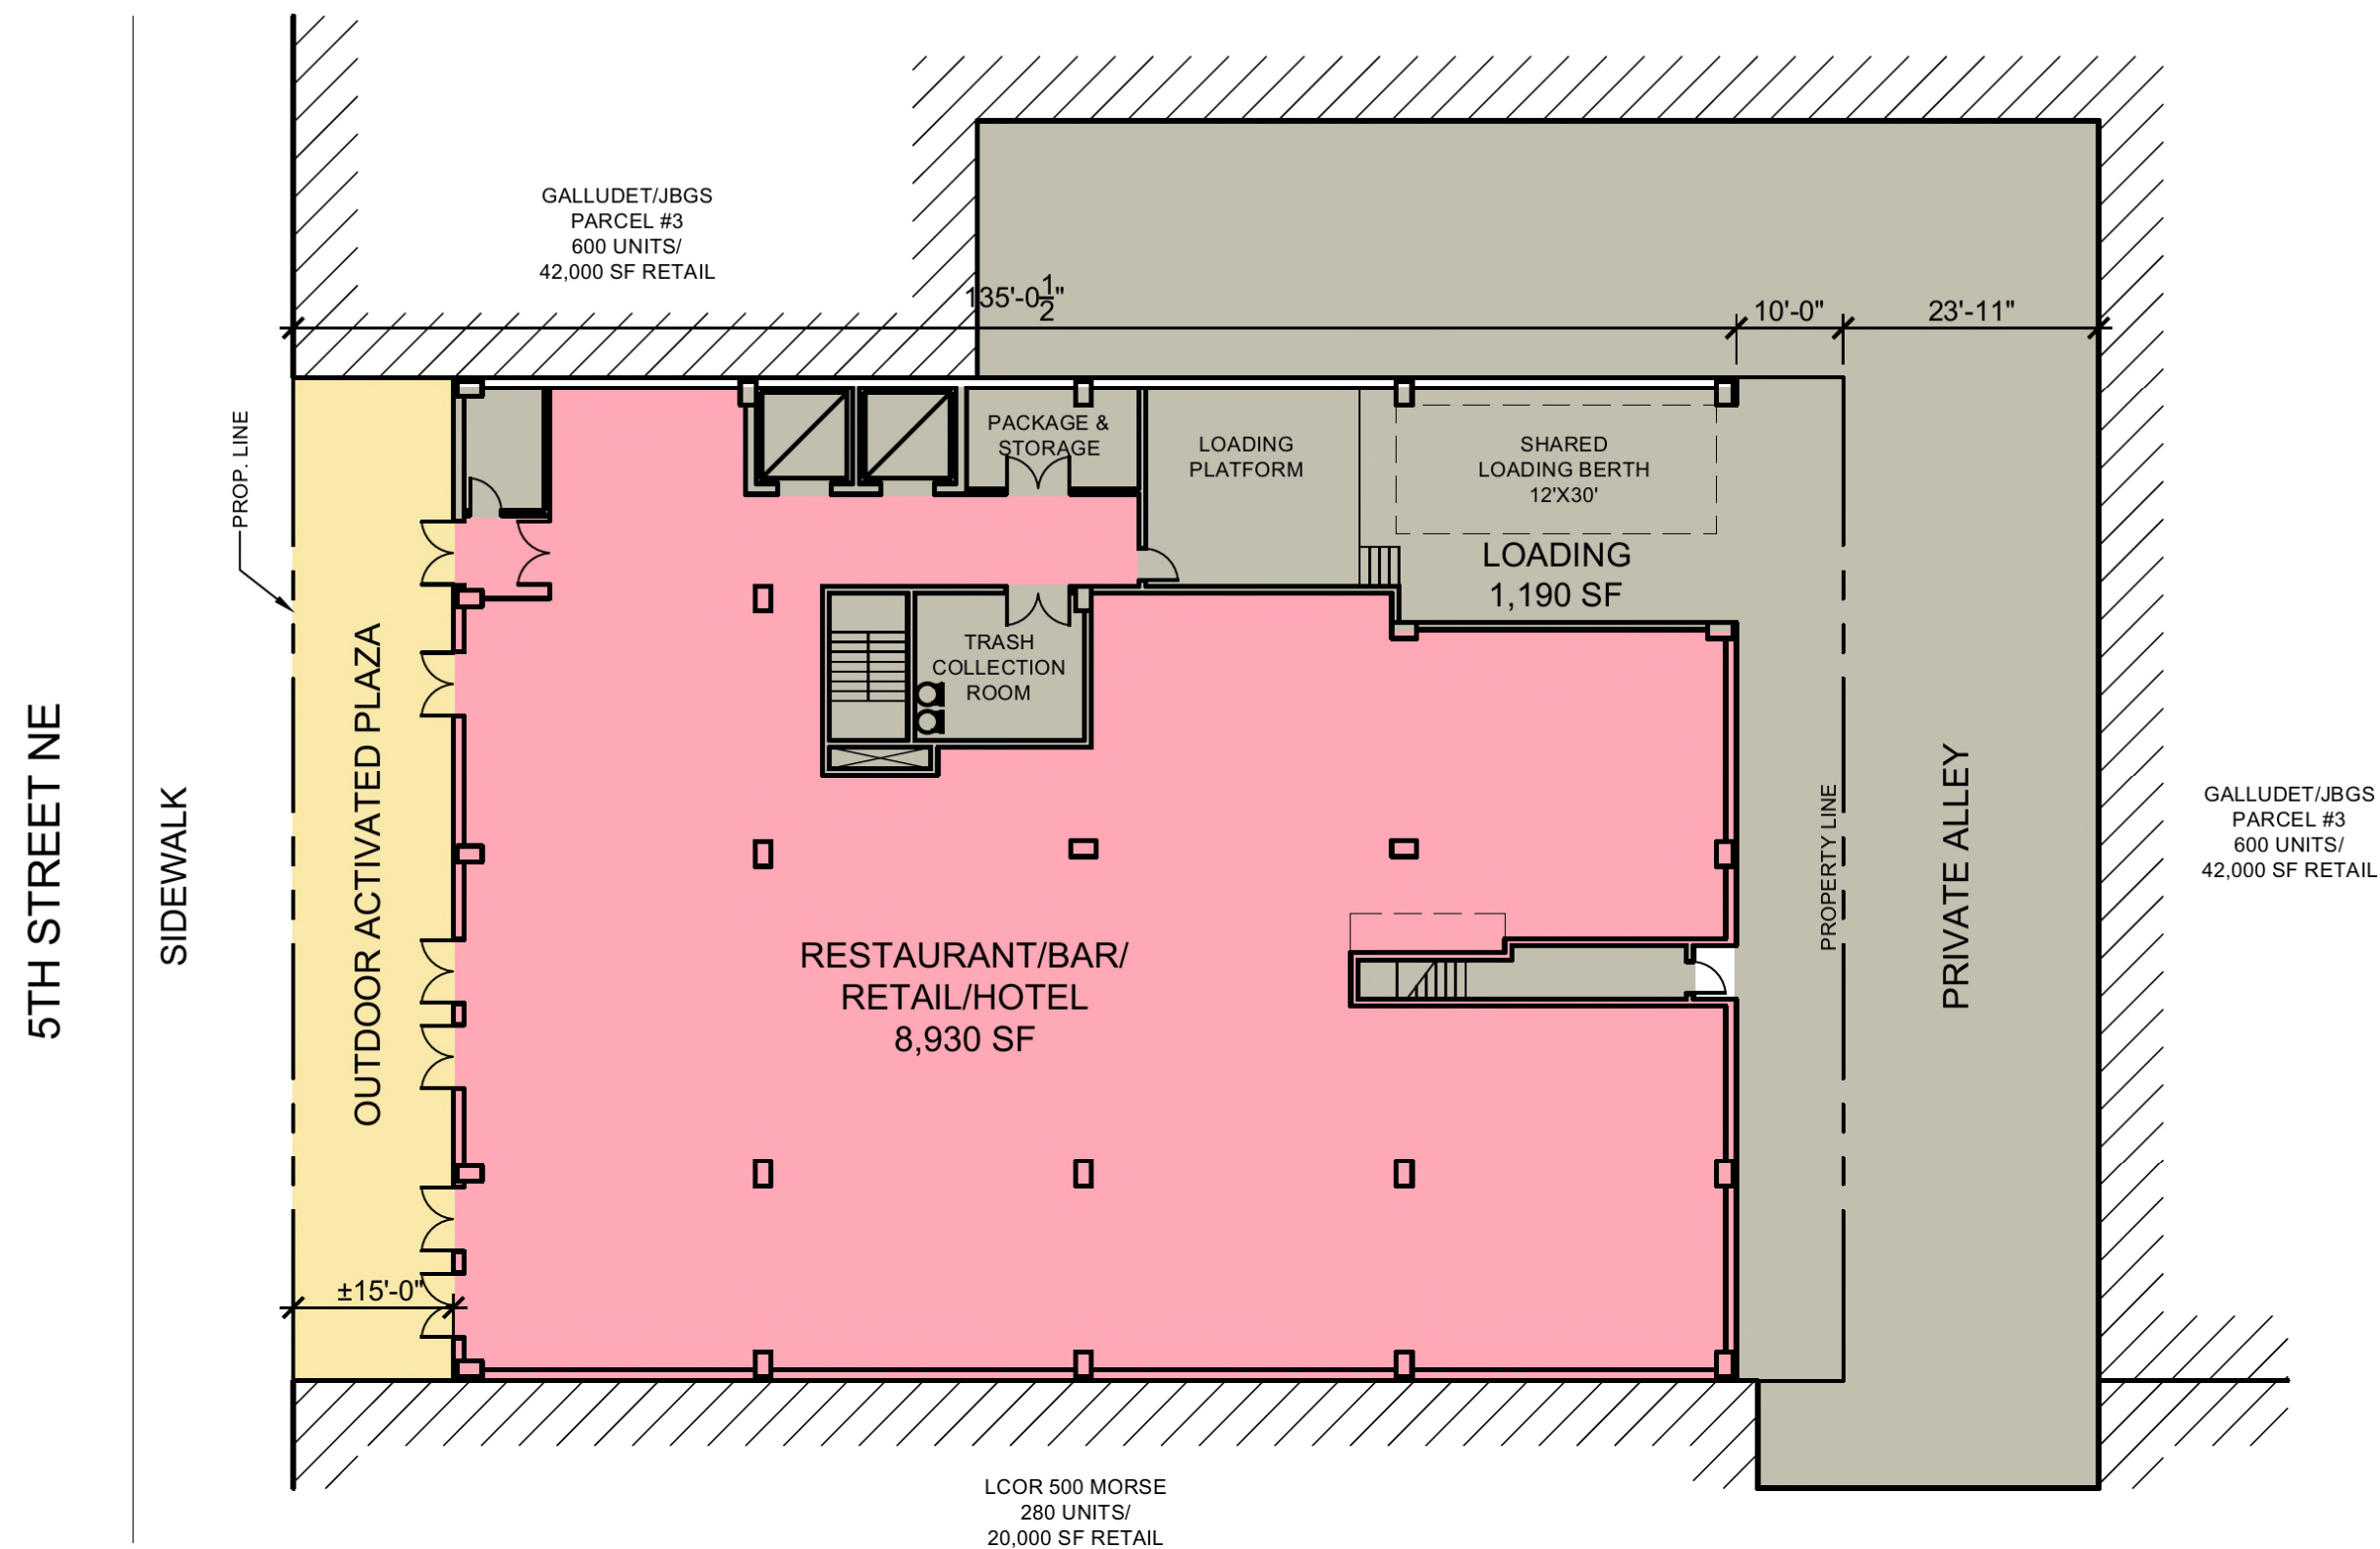 GALLUDET/JBGS
PARCEL #3
600 UNITS/
42,000 SF RETAIL
135'-0 1/2"
10'-0"
23'-11"
PROP. LINE
PACKAGE &
STORAGE
LOADING
PLATFORM
SHARED
LOADING BERTH
12'X30'
LOADING
1,190 SF
TRASH
COLLECTION
ROOM
5TH STREET NE
SIDEWALK
OUTDOOR ACTIVATED PLAZA
RESTAURANT/BAR/
RETAIL/HOTEL
8,930 SF
PROPERTY LINE
PRIVATE ALLEY
GALLUDET/JBGS
PARCEL #3
600 UNITS/
42,000 SF RETAIL
±15'-0"
LCOR 500 MORSE
280 UNITS/
20,000 SF RETAIL